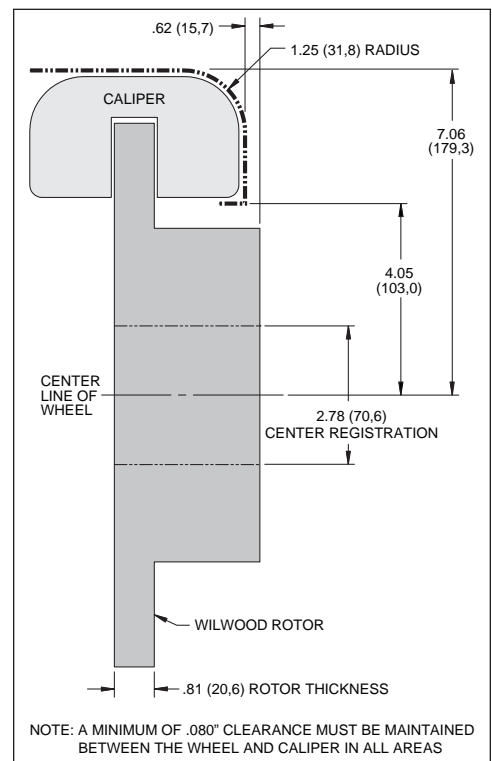 .62 (15,7)
1.25 (31,8) RADIUS
CALIPER
7.06
(179,3)
4.05
(103,0)
CENTER
LINE OF
WHEEL
2.78 (70,6)
CENTER REGISTRATION
WILWOOD ROTOR
.81 (20,6) ROTOR THICKNESS
NOTE: A MINIMUM OF .080" CLEARANCE MUST BE MAINTAINED
BETWEEN THE WHEEL AND CALIPER IN ALL AREAS